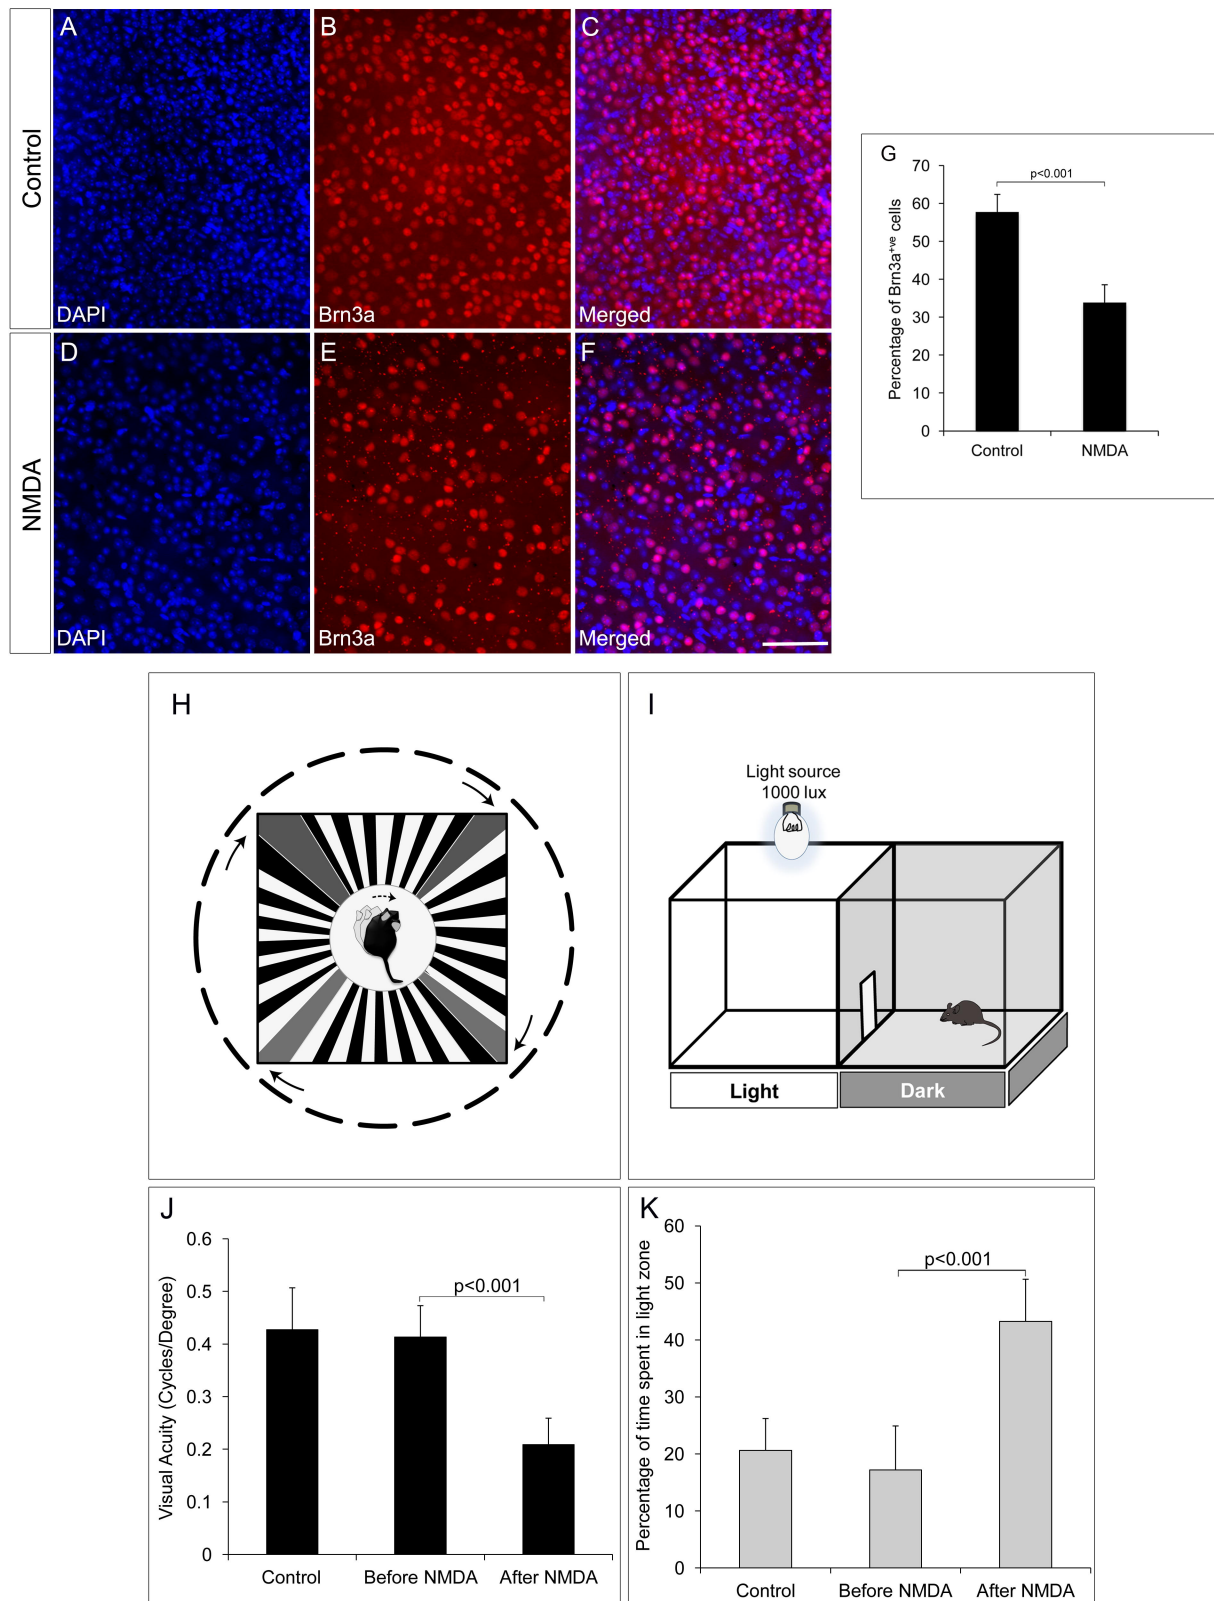 Control
A
DAPI
B
Brn3a
C
Merged
NMDA
D
DAPI
E
Brn3a
F
Merged
G
Percentage of Brn3a+ve cells
70
60
50
40
30
20
10
0
p<0.001
Control
NMDA
H
I
Light source
1000 lux
Light
Dark
J
Visual Acuity (Cycles/Degree)
0.6
0.5
0.4
0.3
0.2
0.1
0
p<0.001
Control
Before NMDA
After NMDA
K
Percentage of time spent in light zone
60
50
40
30
20
10
0
p<0.001
Control
Before NMDA
After NMDA